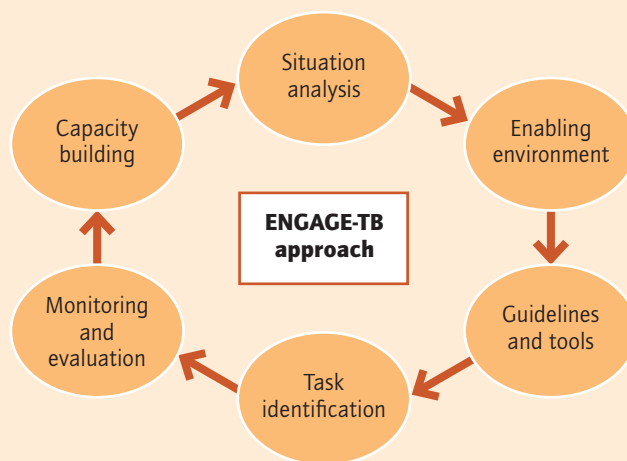 Situation
analysis
Enabling
environment
Guidelines
and tools
Task
identification
Monitoring
and
evaluation
Capacity
building
ENGAGE-TB
approach